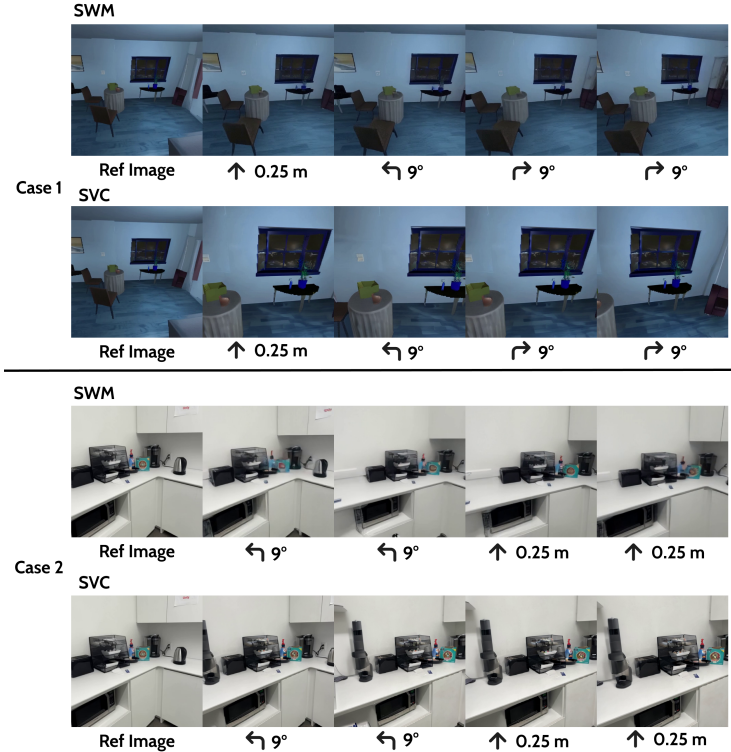 SWM
Ref Image ↑ 0.25 m ↰ 9° ↱ 9° ↱ 9°
Case 1
SVC
Ref Image ↑ 0.25 m ↰ 9° ↱ 9° ↱ 9°
SWM
Ref Image ↰ 9° ↰ 9° ↑ 0.25 m ↑ 0.25 m
Case 2
SVC
Ref Image ↰ 9° ↰ 9° ↑ 0.25 m ↑ 0.25 m